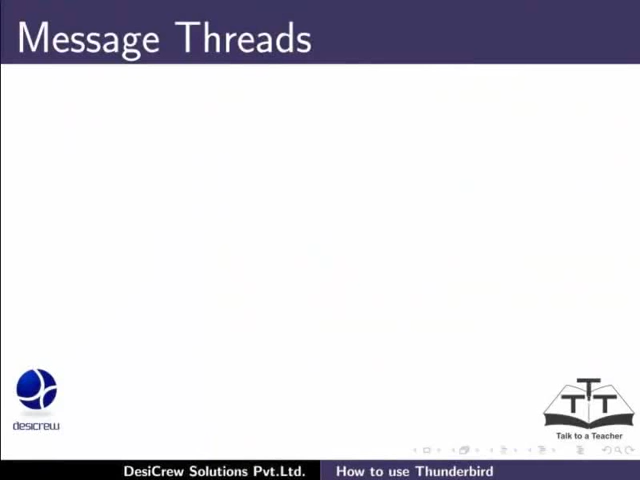 Message Threads
desicrew
T
T T
Talk to a Teacher
DesiCrew Solutions Pvt.Ltd.
How to use Thunderbird